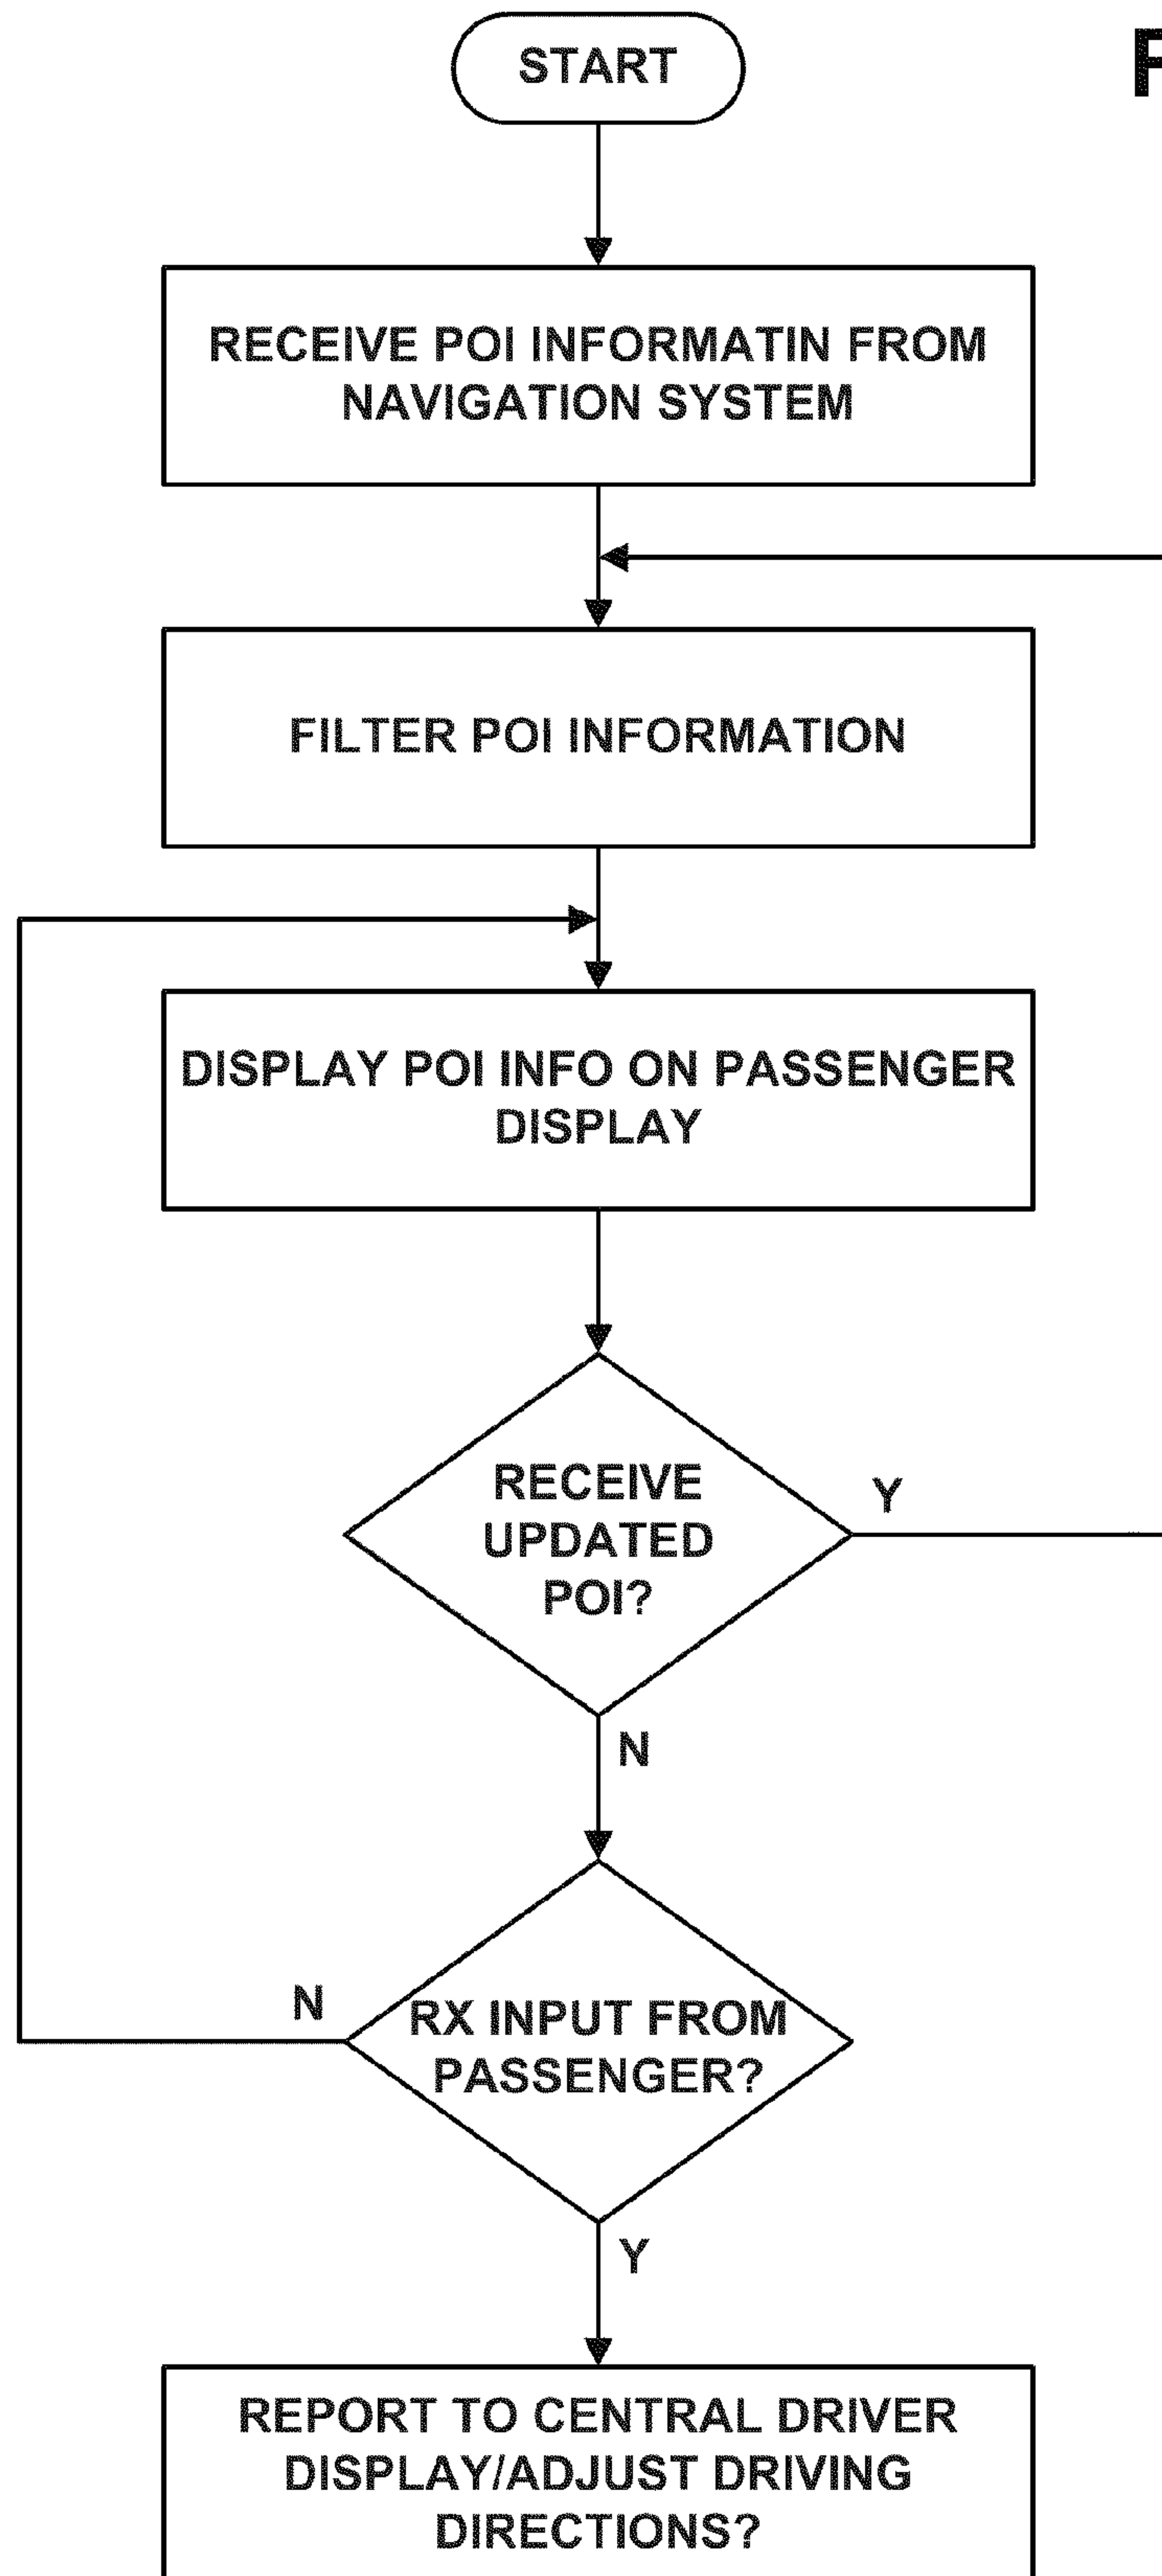 START
RECEIVE POI INFORMATIN FROM
NAVIGATION SYSTEM
FILTER POI INFORMATION
DISPLAY POI INFO ON PASSENGER
DISPLAY
RECEIVE
UPDATED
POI?
Y
N
N
RX INPUT FROM
PASSENGER?
Y
REPORT TO CENTRAL DRIVER
DISPLAY/ADJUST DRIVING
DIRECTIONS?